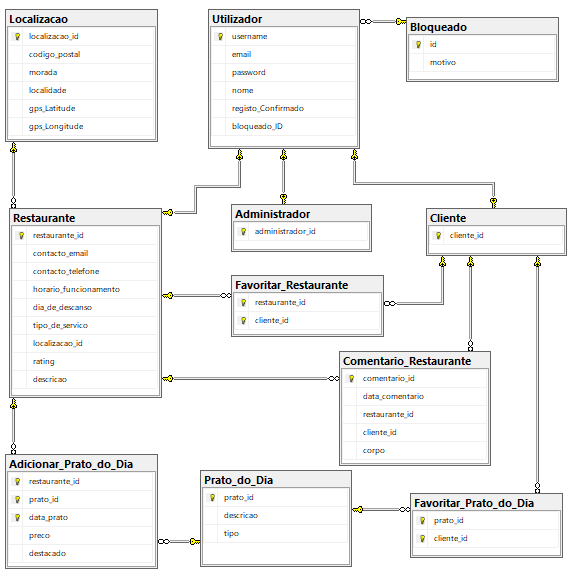 Localizacao
localizacao_id
codigo_postal
morada
localidade
gps_Latitude
gps_Longitude
Utilizador
username
email
password
nome
registo_Confirmado
bloqueado_ID
Bloqueado
id
motivo
Restaurante
restaurante_id
contacto_email
contacto_telefone
horario_funcionamento
dia_de_descanso
tipo_de_servico
localizacao_id
rating
descricao
Administrador
administrador_id
Cliente
cliente_id
Favoritar_Restaurante
restaurante_id
cliente_id
Comentario_Restaurante
comentario_id
data_comentario
restaurante_id
cliente_id
corpo
Adicionar_Prato_do_Dia
restaurante_id
prato_id
data_prato
preco
destacado
Prato_do_Dia
prato_id
descricao
tipo
Favoritar_Prato_do_Dia
prato_id
cliente_id